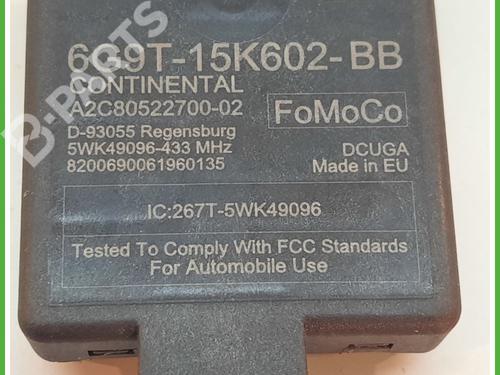 B-PARTS
6G9T-15K602-BB
CONTINENTAL
A2C80522700-02
FoMoCo
D-93055 Regensburg
5WK49096-433 MHz
DCUGA
8200690061960135
Made in EU
IC:267T-5WK49096
Tested To Comply With FCC Standards
For Automobile Use